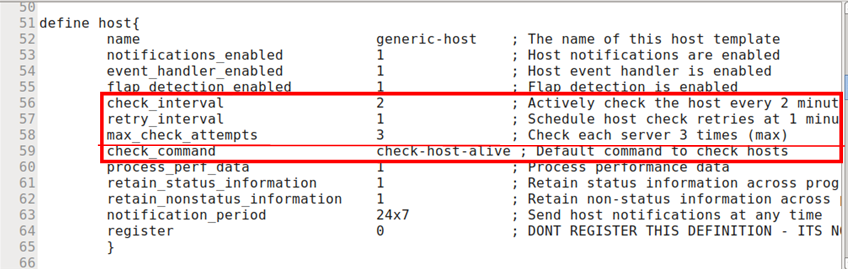 50
51 define host{
52 name generic-host ; The name of this host template
53 notifications_enabled 1 ; Host notifications are enabled
54 event_handler_enabled 1 ; Host event handler is enabled
55 flap_detection_enabled 1 ; Flap detection is enabled
56 check_interval 2 ; Actively check the host every 2 minut
57 retry_interval 1 ; Schedule host check retries at 1 minu
58 max_check_attempts 3 ; Check each server 3 times (max)
59 check_command check-host-alive ; Default command to check hosts
60 process_perf_data 1 ; Process performance data
61 retain_status_information 1 ; Retain status information across prog
62 retain_nonstatus_information 1 ; Retain non-status information across
63 notification_period 24x7 ; Send host notifications at any time
64 register 0 ; DONT REGISTER THIS DEFINITION - ITS N
65 }
66